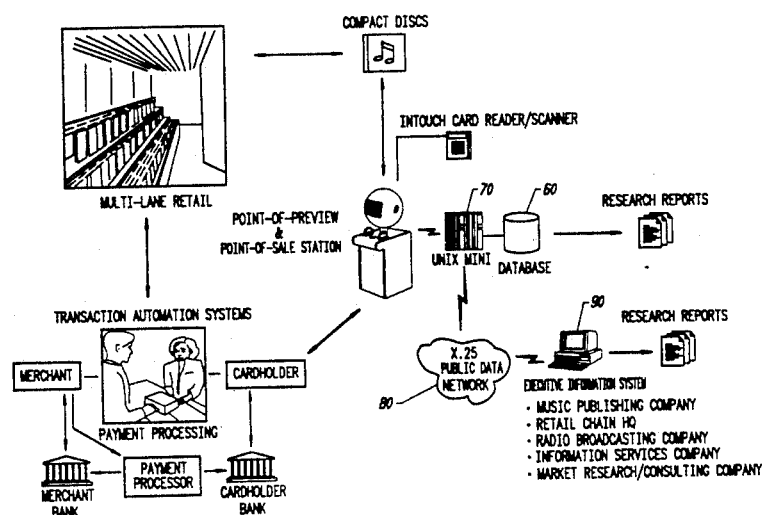 COMPACT DISCS
INTOUCH CARD READER/SCANNER
MULTI-LANE RETAIL
POINT-OF-PREVIEW
&
POINT-OF-SALE STATION
70
60
UNIX MINI
DATABASE
RESEARCH REPORTS
TRANSACTION AUTOMATION SYSTEMS
MERCHANT
CARDHOLDER
PAYMENT PROCESSING
MERCHANT
BANK
PAYMENT
PROCESSOR
CARDHOLDER
BANK
X.25
PUBLIC DATA
NETWORK
80
90
RESEARCH REPORTS
EXECUTIVE INFORMATION SYSTEM
• MUSIC PUBLISHING COMPANY
• RETAIL CHAIN HQ
• RADIO BROADCASTING COMPANY
• INFORMATION SERVICES COMPANY
• MARKET RESEARCH/CONSULTING COMPANY